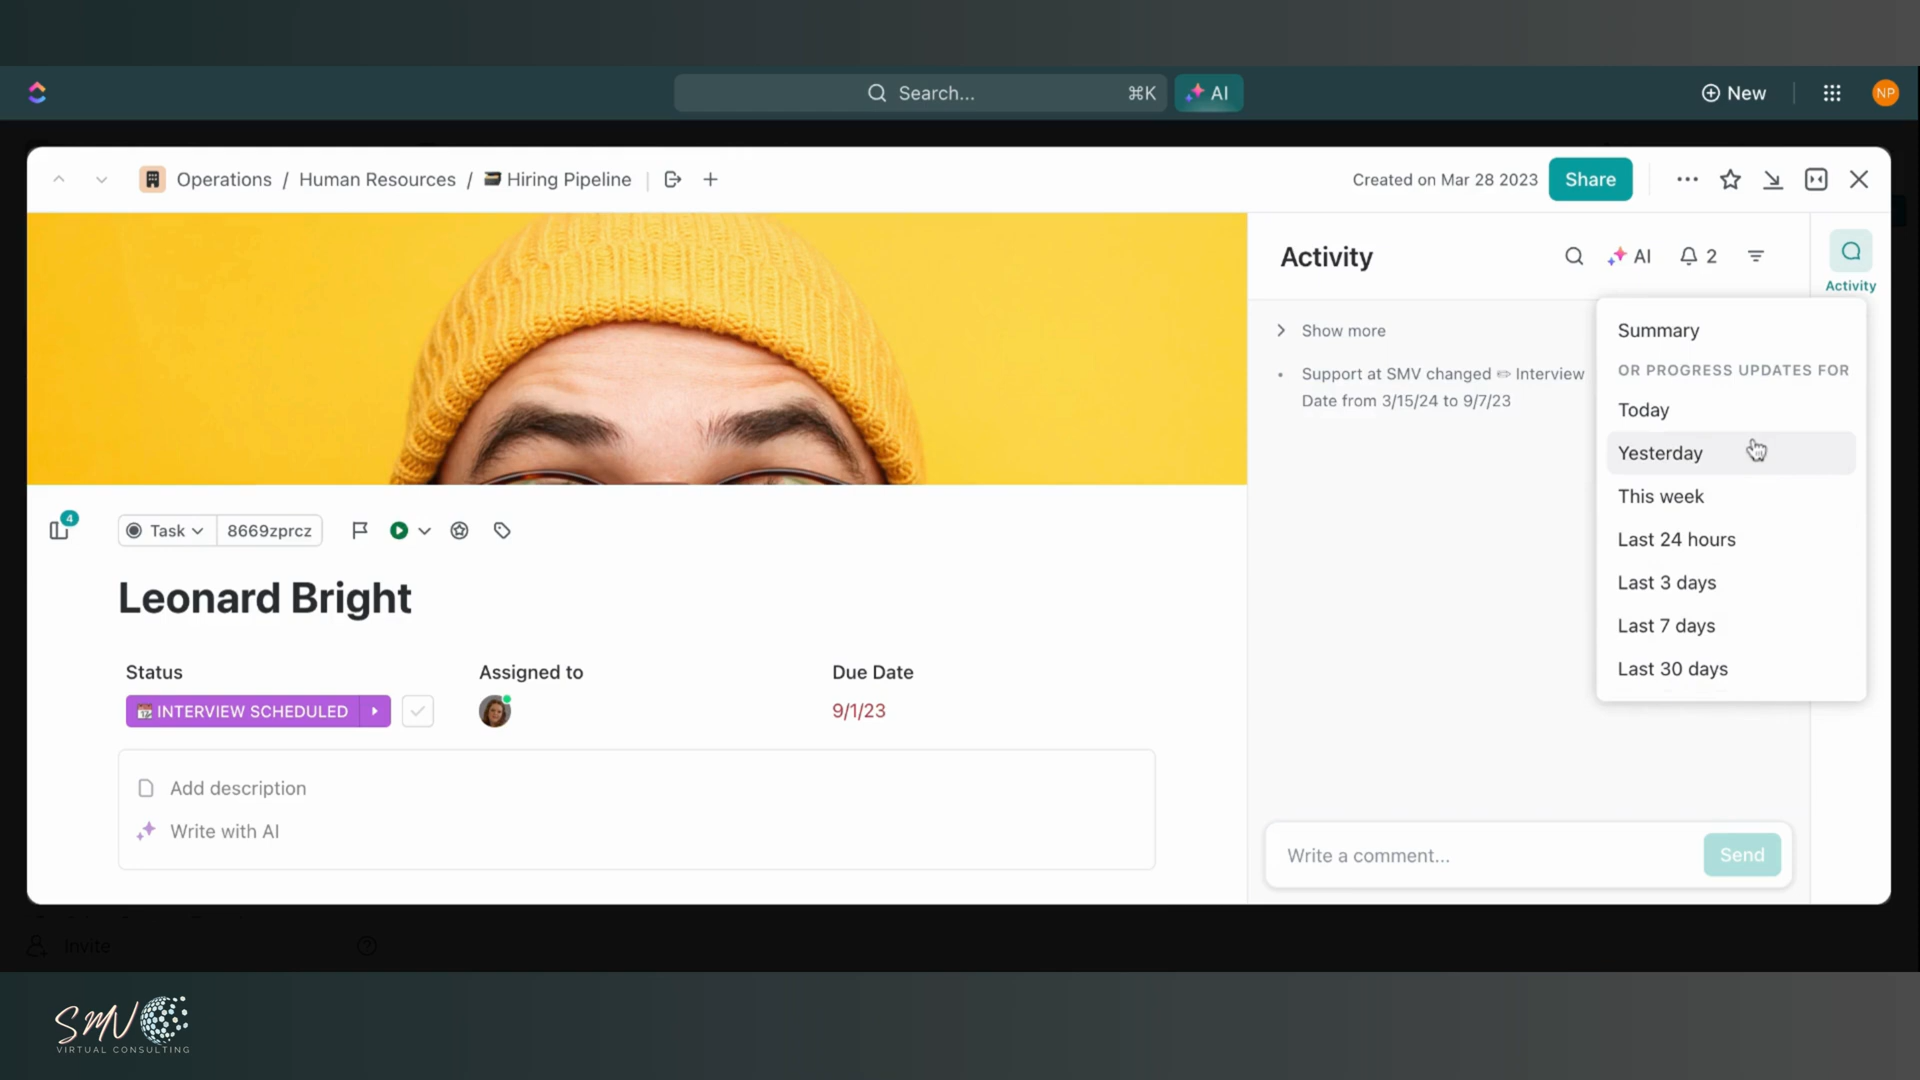 Search...
⌘K
AI
New
NP
Operations / Human Resources / Hiring Pipeline
Created on Mar 28 2023
Share
Activity
AI
2
Activity
Show more
Support at SMV changed ✏ Interview
Date from 3/15/24 to 9/7/23
Summary
OR PROGRESS UPDATES FOR
Today
Yesterday
This week
Last 24 hours
Last 3 days
Last 7 days
Last 30 days
4
Task
8669zprcz
Leonard Bright
Status
Assigned to
Due Date
INTERVIEW SCHEDULED
9/1/23
Add description
Write with AI
Write a comment...
Send
Invite
SMV
VIRTUAL CONSULTING